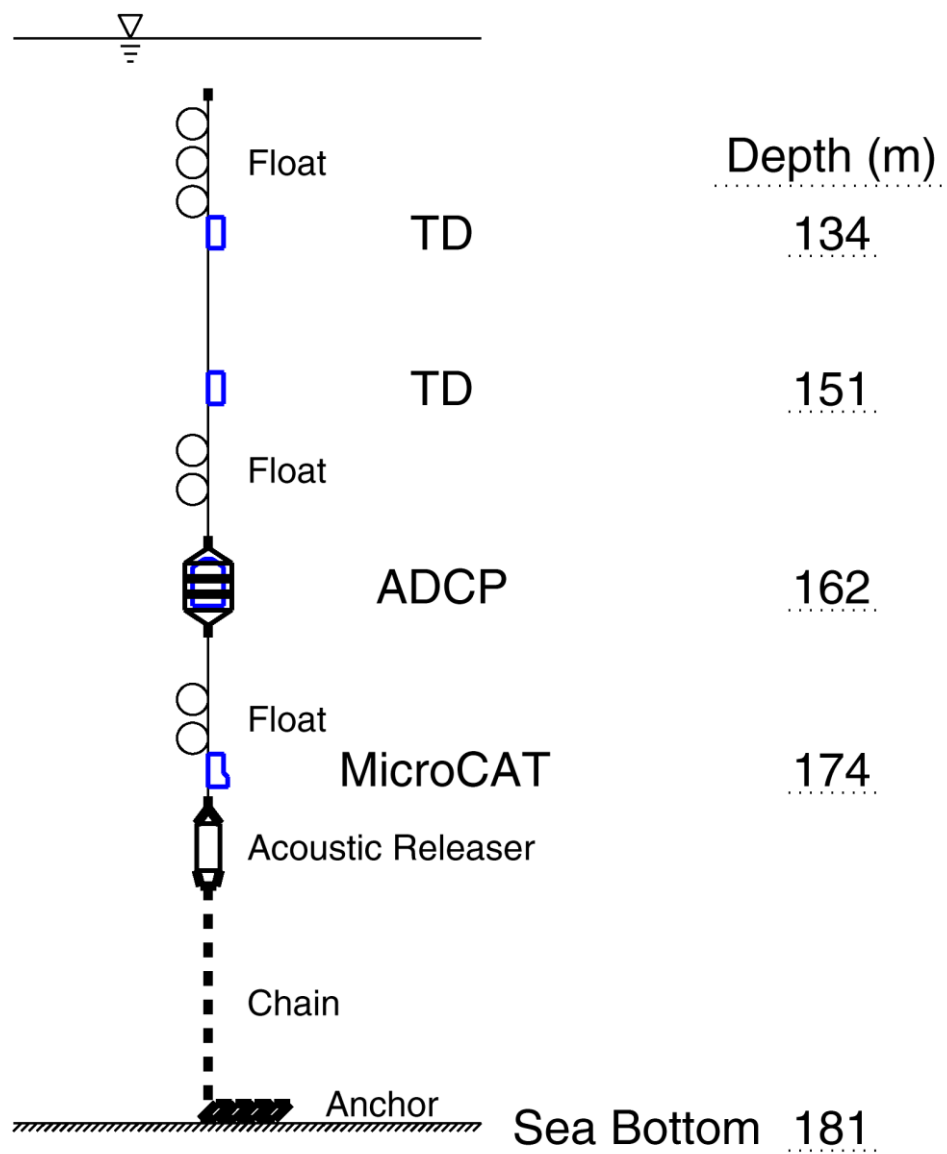 Depth (m)
Float
TD 134
TD 151
Float
ADCP 162
Float
MicroCAT 174
Acoustic Releaser
Chain
Anchor
Sea Bottom 181